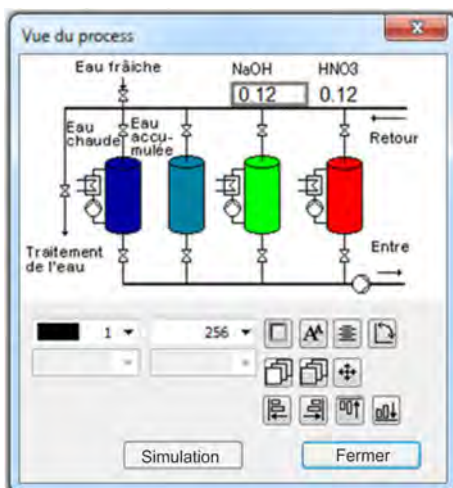 Vue du process
Eau fraîche
NaOH
HNO3
0.12
0.12
Eau
chaude
Eau
accu-
mulée
Retour
Traitement
de l'eau
Entre
1
256
Simulation
Fermer